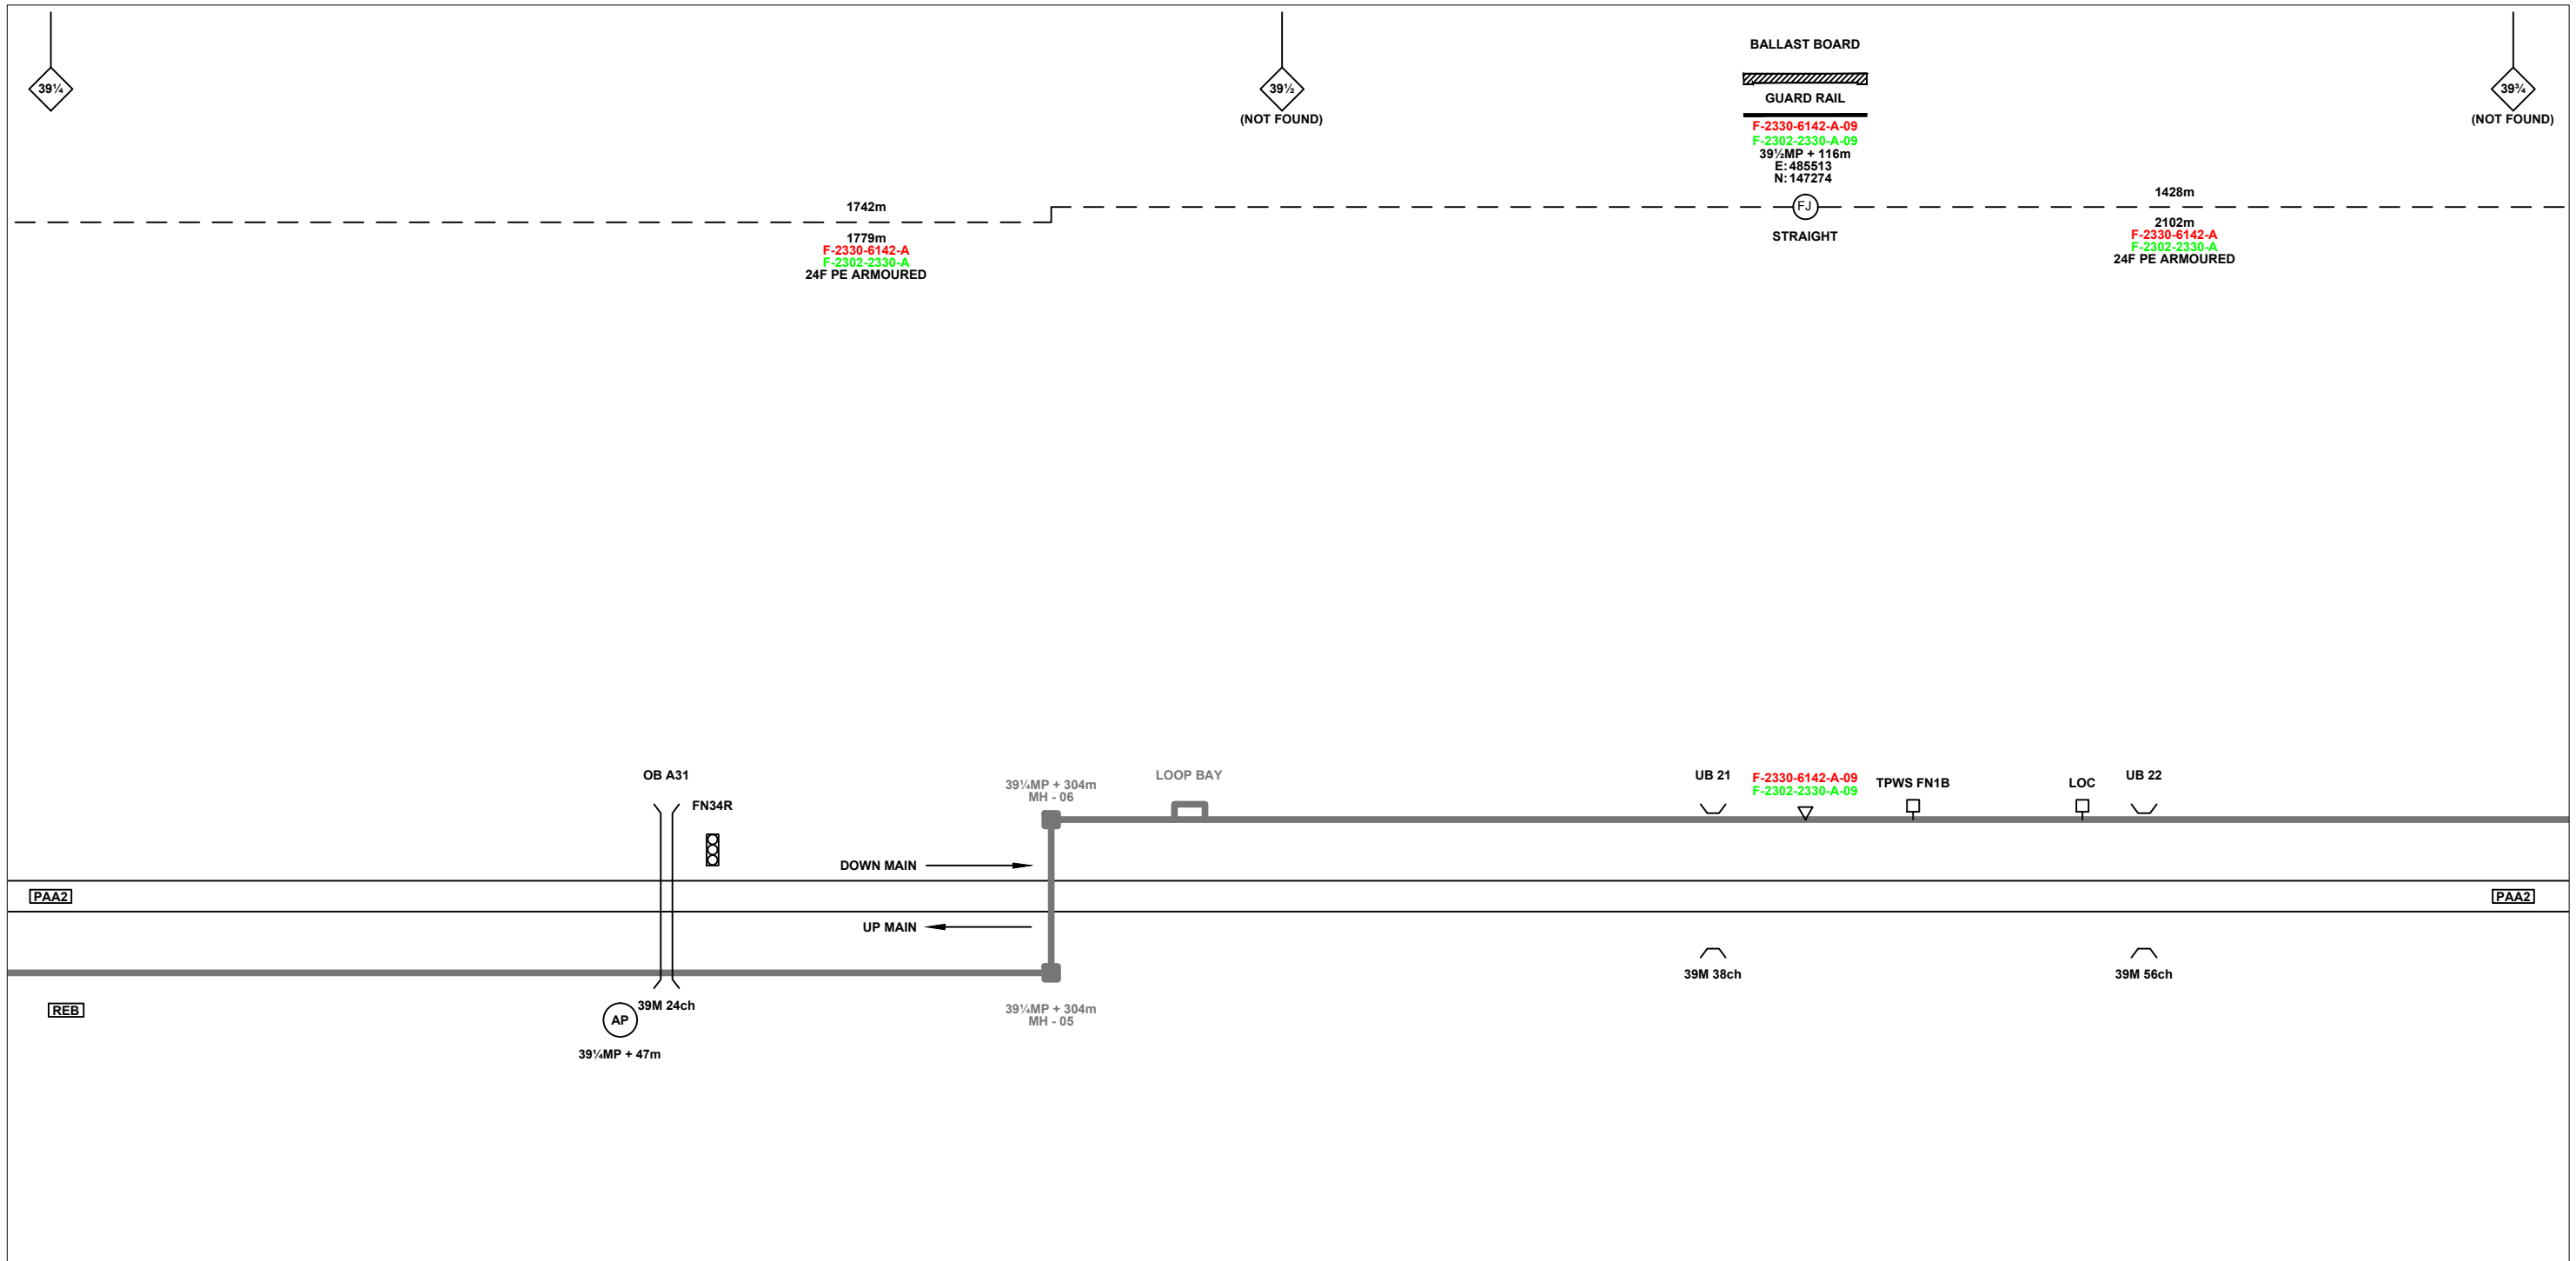 39¼
39½
(NOT FOUND)
BALLAST BOARD
GUARD RAIL
F-2330-6142-A-09
F-2302-2330-A-09
39½MP + 116m
E: 485513
N: 147274
39¾
(NOT FOUND)
1742m
1779m
F-2330-6142-A
F-2302-2330-A
24F PE ARMOURED
FJ
STRAIGHT
1428m
2102m
F-2330-6142-A
F-2302-2330-A
24F PE ARMOURED
OB A31
FN34R
39¼MP + 304m
MH - 06
LOOP BAY
UB 21
F-2330-6142-A-09
F-2302-2330-A-09
TPWS FN1B
LOC
UB 22
DOWN MAIN
PAA2
PAA2
UP MAIN
39M 38ch
39M 56ch
REB
39M 24ch
AP
39¼MP + 47m
39¼MP + 304m
MH - 05